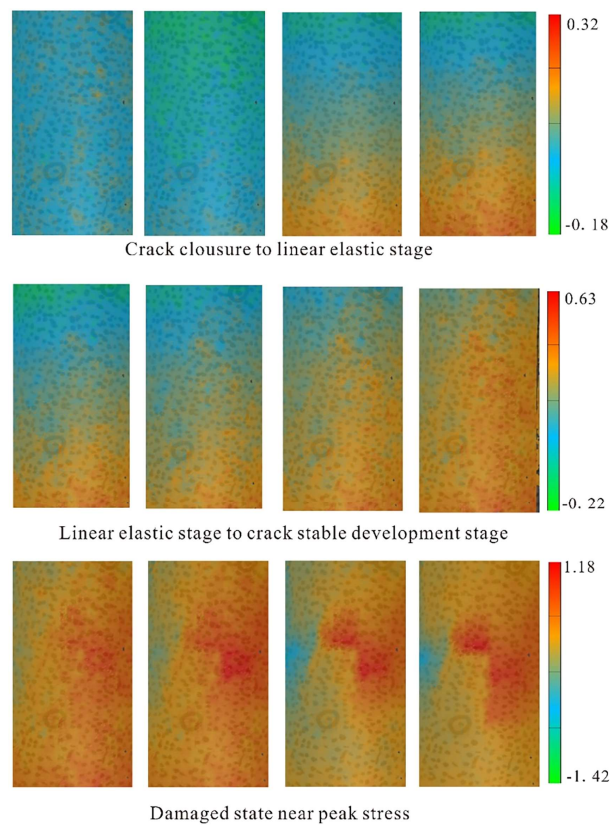 0.32
-0. 18
Crack clousure to linear elastic stage
0.63
-0. 22
Linear elastic stage to crack stable development stage
1.18
-1. 42
Damaged state near peak stress